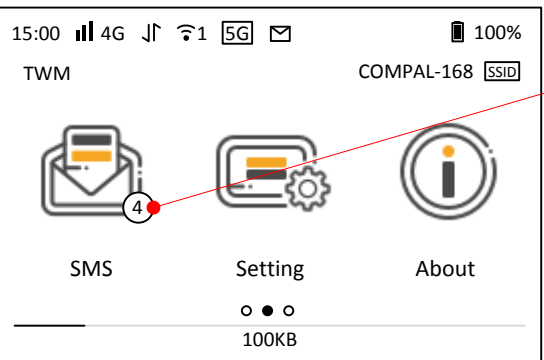 15:00 4G 1 5G 100%
TWM COMPAL-168 SSID
4
SMS Setting About
100KB